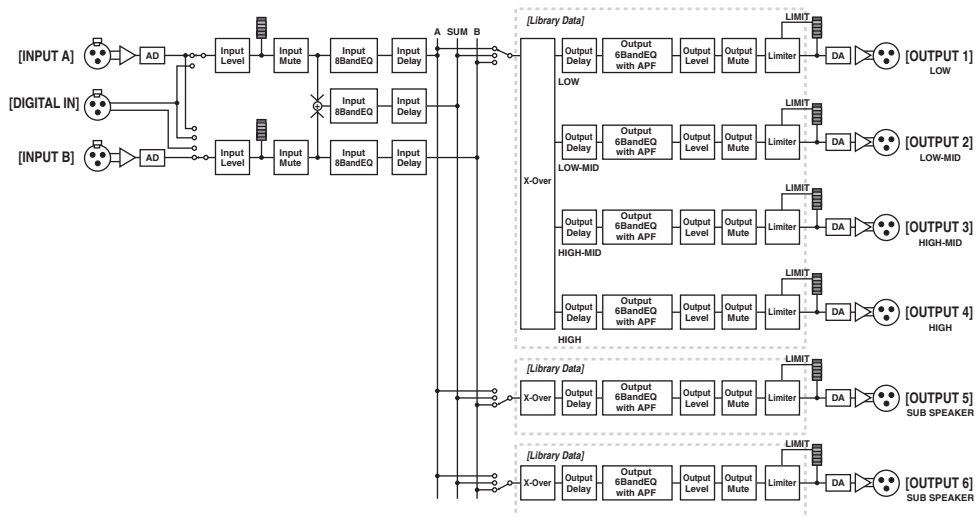 [Library Data]
LIMIT
A SUM B
[INPUT A]
AD
Input
Level
Input
Mute
Input
8BandEQ
Input
Delay
Output
Delay
Output
6BandEQ
with APF
Output
Level
Output
Mute
Limiter
DA
[OUTPUT 1]
LOW
LOW
[DIGITAL IN]
Input
8BandEQ
Input
Delay
LIMIT
[INPUT B]
AD
Input
Level
Input
Mute
Input
8BandEQ
Input
Delay
X-Over
Output
Delay
Output
6BandEQ
with APF
Output
Level
Output
Mute
Limiter
DA
[OUTPUT 2]
LOW-MID
LOW-MID
LIMIT
Output
Delay
Output
6BandEQ
with APF
Output
Level
Output
Mute
Limiter
DA
[OUTPUT 3]
HIGH-MID
HIGH-MID
LIMIT
Output
Delay
Output
6BandEQ
with APF
Output
Level
Output
Mute
Limiter
DA
[OUTPUT 4]
HIGH
HIGH
[Library Data]
LIMIT
X-Over
Output
Delay
Output
6BandEQ
with APF
Output
Level
Output
Mute
Limiter
DA
[OUTPUT 5]
SUB SPEAKER
[Library Data]
LIMIT
X-Over
Output
Delay
Output
6BandEQ
with APF
Output
Level
Output
Mute
Limiter
DA
[OUTPUT 6]
SUB SPEAKER